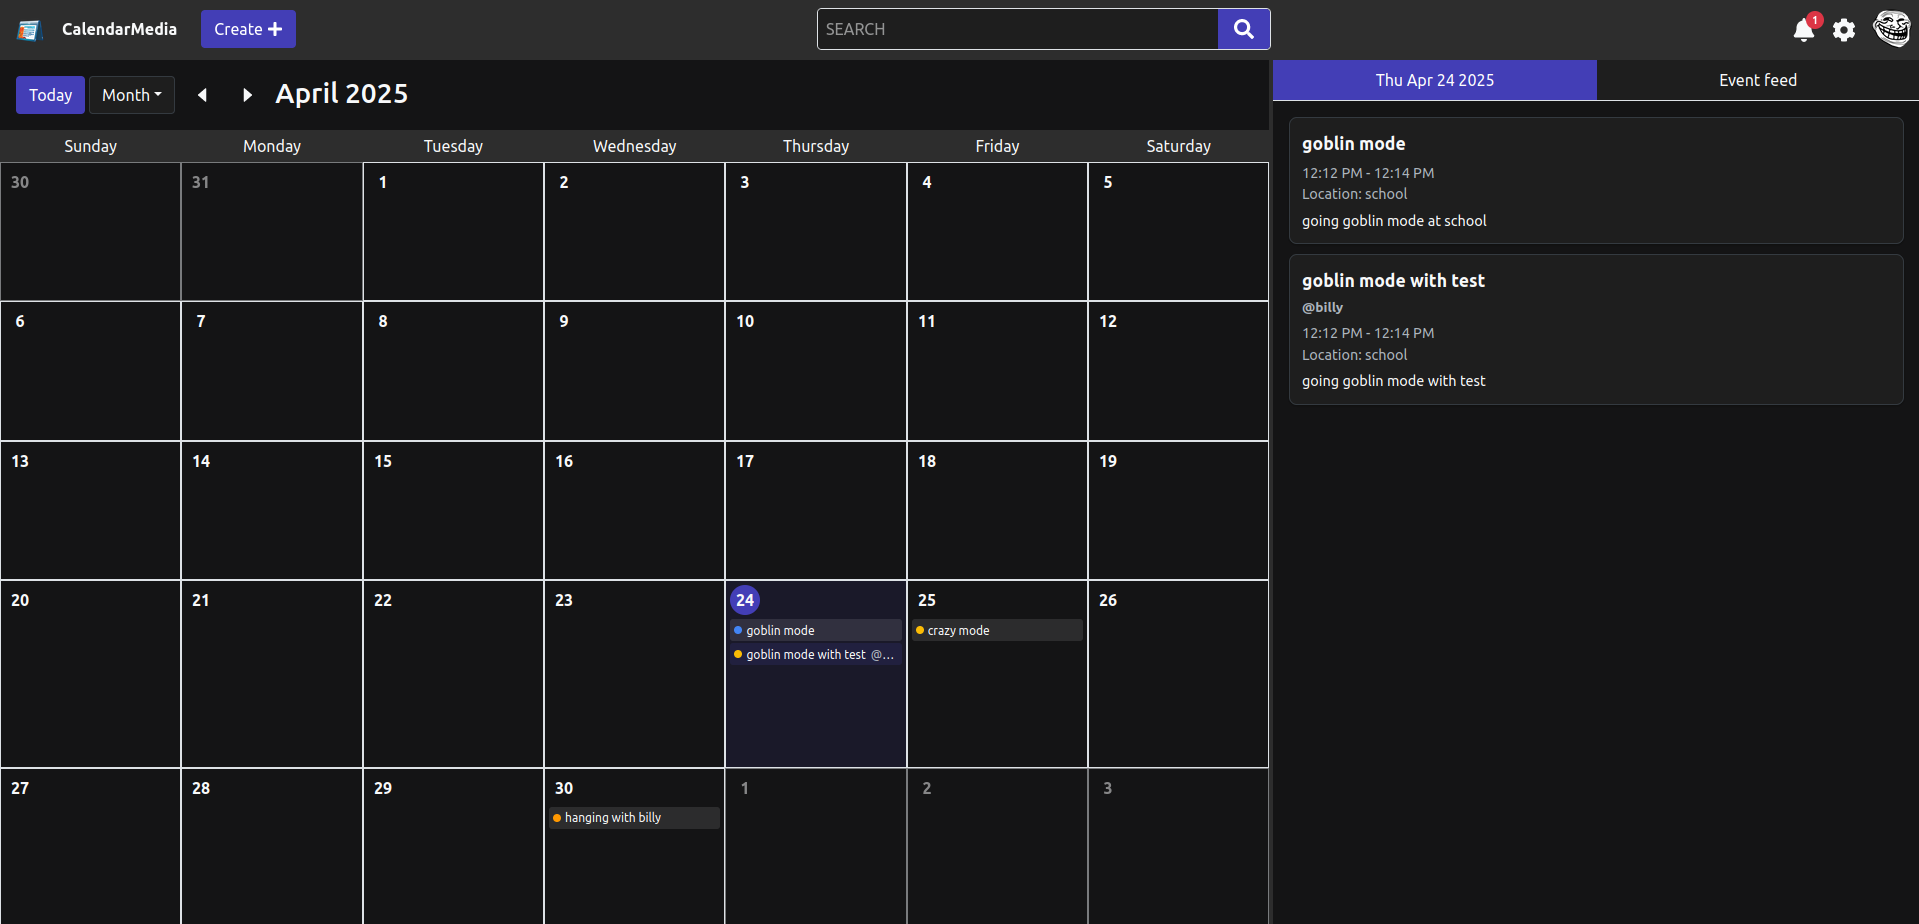 CalendarMedia Create SEARCH 1
Today Month April 2025
Sunday Monday Tuesday Wednesday Thursday Friday Saturday
30 31 1 2 3 4 5
6 7 8 9 10 11 12
13 14 15 16 17 18 19
20 21 22 23 24 25 26
goblin mode crazy mode
goblin mode with test @...
27 28 29 30 1 2 3
hanging with billy
Thu Apr 24 2025 Event feed
goblin mode
12:12 PM - 12:14 PM
Location: school
going goblin mode at school
goblin mode with test
@billy
12:12 PM - 12:14 PM
Location: school
going goblin mode with test